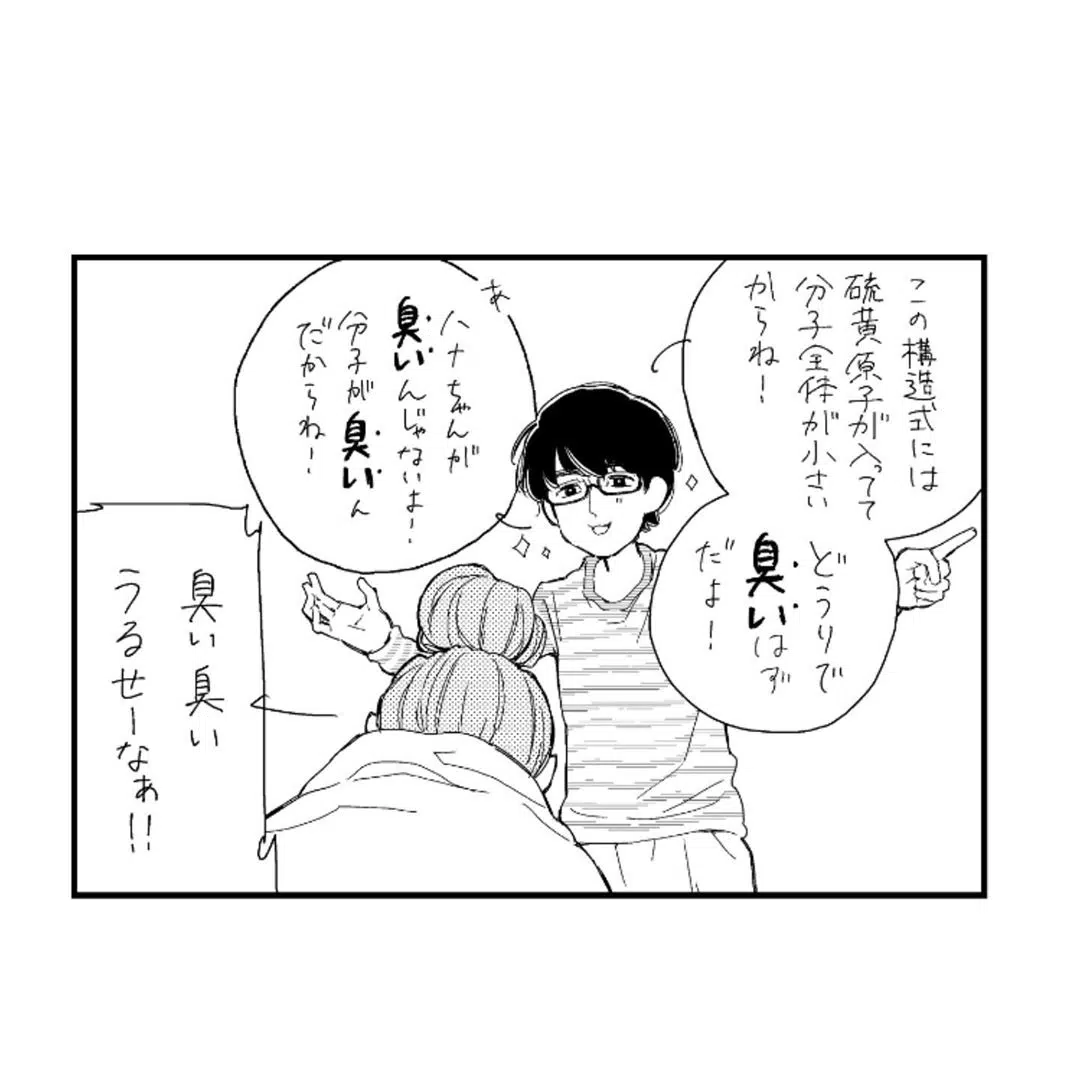 この構造式には
硫黄原子が入ってて
分子全体が小さい
からね！
どうりで
臭いはず
だよ！
あ
ハナちゃんが
臭いんじゃないよ！
分子が臭いん
だからね！
臭い臭い
うるせーなぁ!!